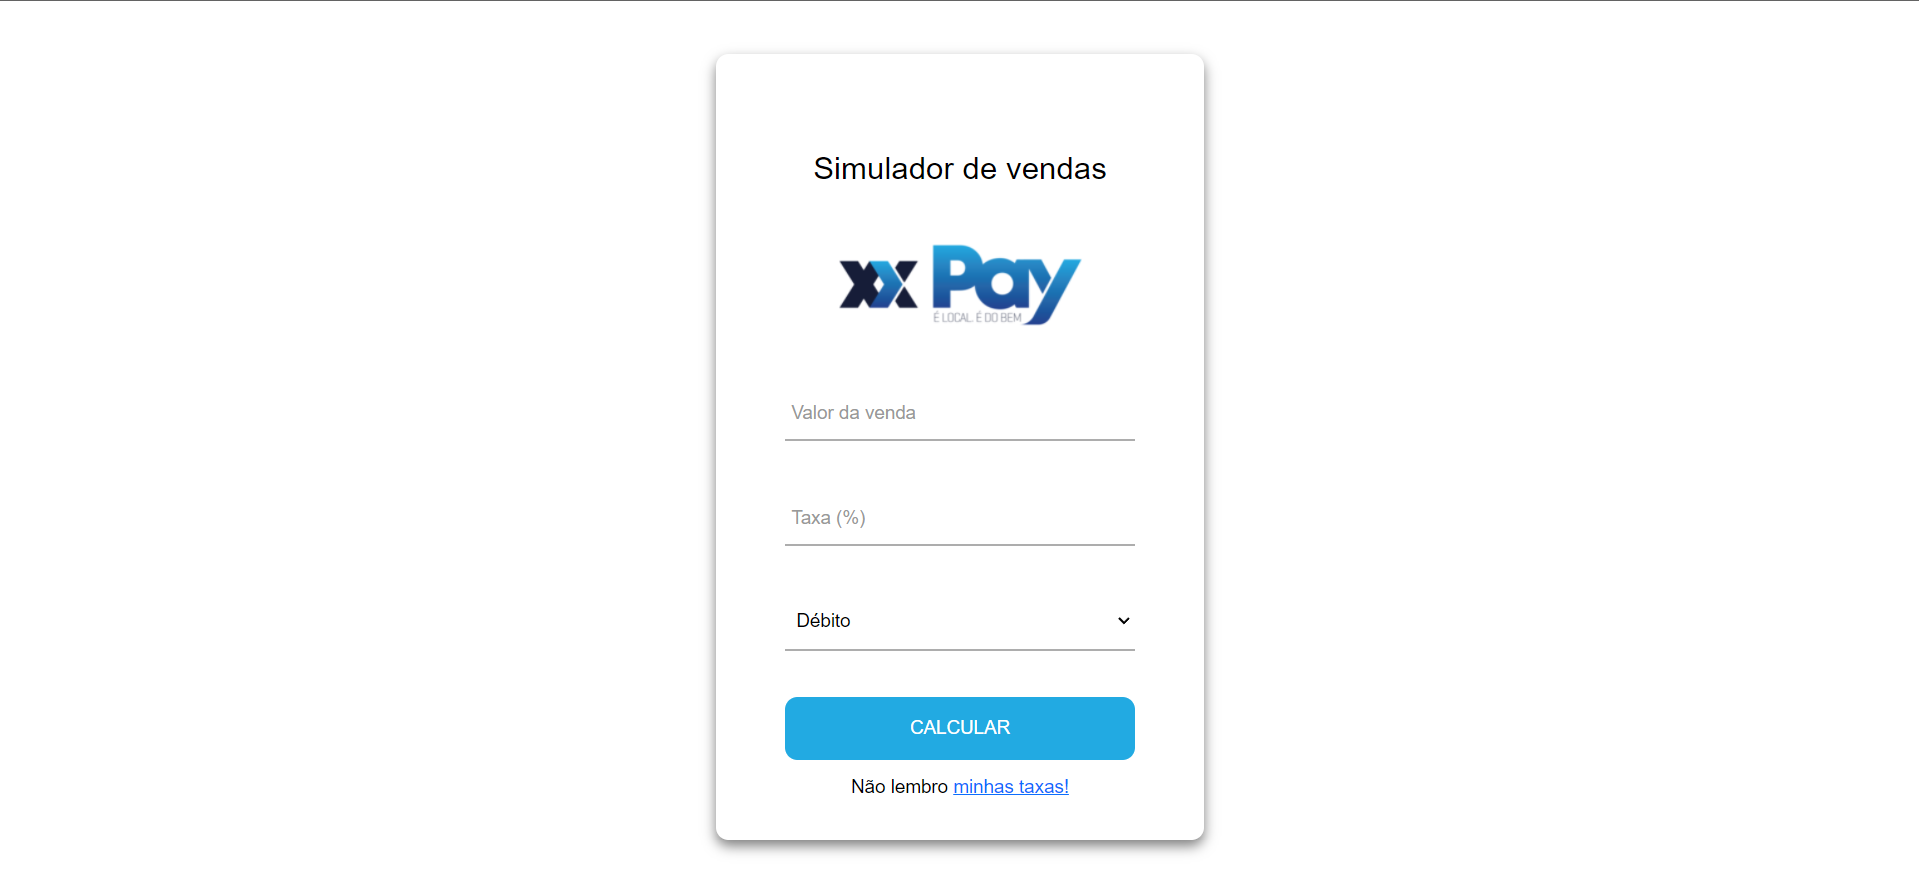 Simulador de vendas
xx Pay
É LOCAL. É DO BEM
Valor da venda
Taxa (%)
Débito
CALCULAR
Não lembro minhas taxas!